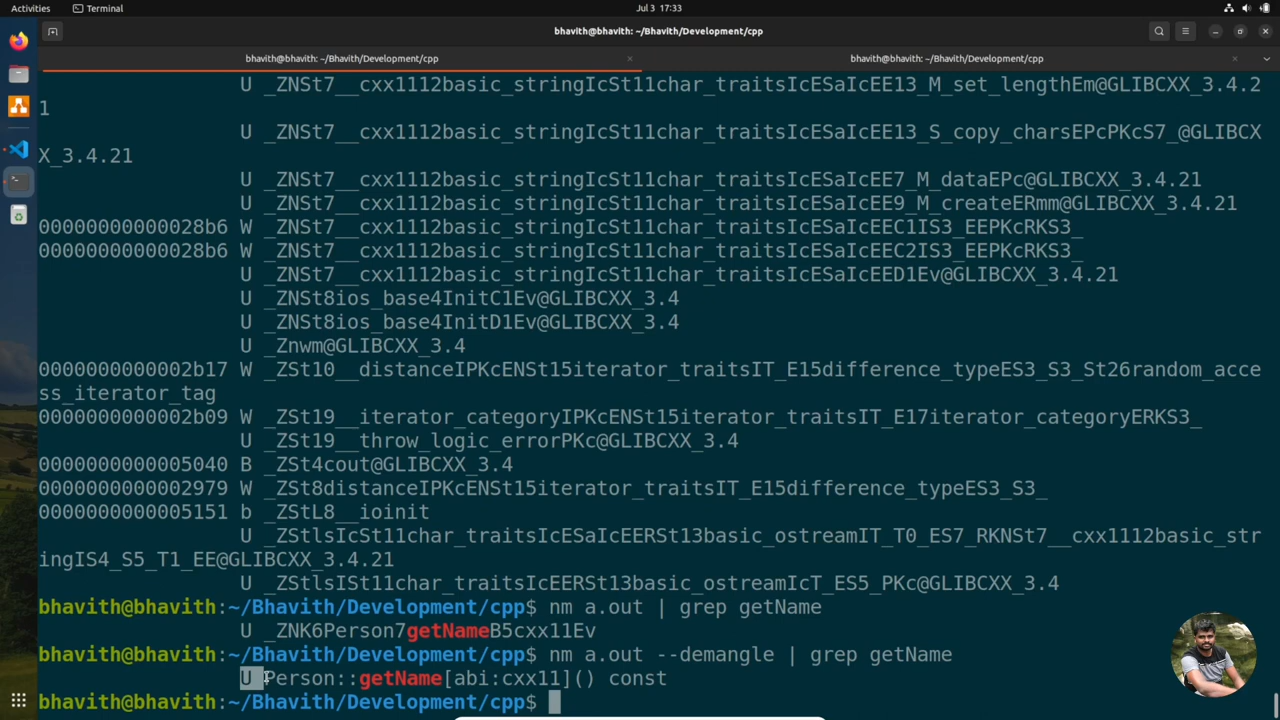 Activities Terminal Jul 3 17:33
bhavith@bhavith: ~/Bhavith/Development/cpp
bhavith@bhavith: ~/Bhavith/Development/cpp bhavith@bhavith: ~/Bhavith/Development/cpp
U _ZNSt7__cxx1112basic_stringIcSt11char_traitsIcESaIcEE13_M_set_lengthEm@GLIBCXX_3.4.2
1
U _ZNSt7__cxx1112basic_stringIcSt11char_traitsIcESaIcEE13_S_copy_charsEPcPKcS7_@GLIBCX
X_3.4.21
U _ZNSt7__cxx1112basic_stringIcSt11char_traitsIcESaIcEE7_M_dataEPc@GLIBCXX_3.4.21
U _ZNSt7__cxx1112basic_stringIcSt11char_traitsIcESaIcEE9_M_createERmm@GLIBCXX_3.4.21
00000000000028b6 W _ZNSt7__cxx1112basic_stringIcSt11char_traitsIcESaIcEEC1IS3_EEPKcRKS3_
00000000000028b6 W _ZNSt7__cxx1112basic_stringIcSt11char_traitsIcESaIcEEC2IS3_EEPKcRKS3_
U _ZNSt7__cxx1112basic_stringIcSt11char_traitsIcESaIcEED1Ev@GLIBCXX_3.4.21
U _ZNSt8ios_base4InitC1Ev@GLIBCXX_3.4
U _ZNSt8ios_base4InitD1Ev@GLIBCXX_3.4
U _Znwm@GLIBCXX_3.4
0000000000002b17 W _ZSt10__distanceIPKcENSt15iterator_traitsIT_E15difference_typeES3_S3_St26random_acce
ss_iterator_tag
0000000000002b09 W _ZSt19__iterator_categoryIPKcENSt15iterator_traitsIT_E17iterator_categoryERKS3_
U _ZSt19__throw_logic_errorPKc@GLIBCXX_3.4
0000000000005040 B _ZSt4cout@GLIBCXX_3.4
0000000000002979 W _ZSt8distanceIPKcENSt15iterator_traitsIT_E15difference_typeES3_S3_
0000000000005151 b _ZStL8__ioinit
U _ZStlsIcSt11char_traitsIcESaIcEERSt13basic_ostreamIT_T0_ES7_RKNSt7__cxx1112basic_str
ingIS4_S5_T1_EE@GLIBCXX_3.4.21
U _ZStlsISt11char_traitsIcEERSt13basic_ostreamIcT_ES5_PKc@GLIBCXX_3.4
bhavith@bhavith:~/Bhavith/Development/cpp$ nm a.out | grep getName
U _ZNK6Person7getNameB5cxx11Ev
bhavith@bhavith:~/Bhavith/Development/cpp$ nm a.out --demangle | grep getName
U Person::getName[abi:cxx11]() const
bhavith@bhavith:~/Bhavith/Development/cpp$